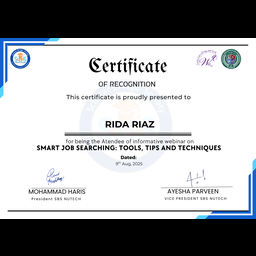 Certificate
OF RECOGNITION
This certificate is proudly presented to
RIDA RIAZ
for being the Atendee of informative webinar on
SMART JOB SEARCHING: TOOLS, TIPS AND TECHNIQUES
Dated:
11th Aug, 2025
MOHAMMAD HARIS
President SBS NUTECH
AYESHA PARVEEN
VICE PRESIDENT SBS NUTECH